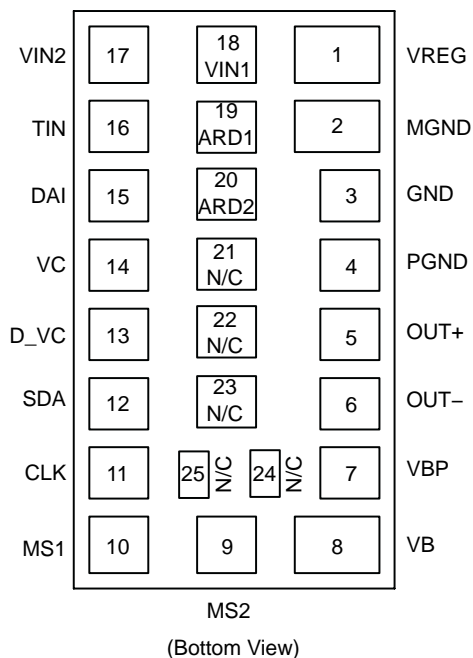 VIN2 17 18 1 VREG
VIN1
TIN 16 19 2 MGND
ARD1
DAI 15 20 3 GND
ARD2
VC 14 21 4 PGND
N/C
D_VC 13 22 5 OUT+
N/C
SDA 12 23 6 OUT−
N/C
CLK 11 25 N/C 24 N/C 7 VBP
MS1 10 9 8 VB
MS2
(Bottom View)